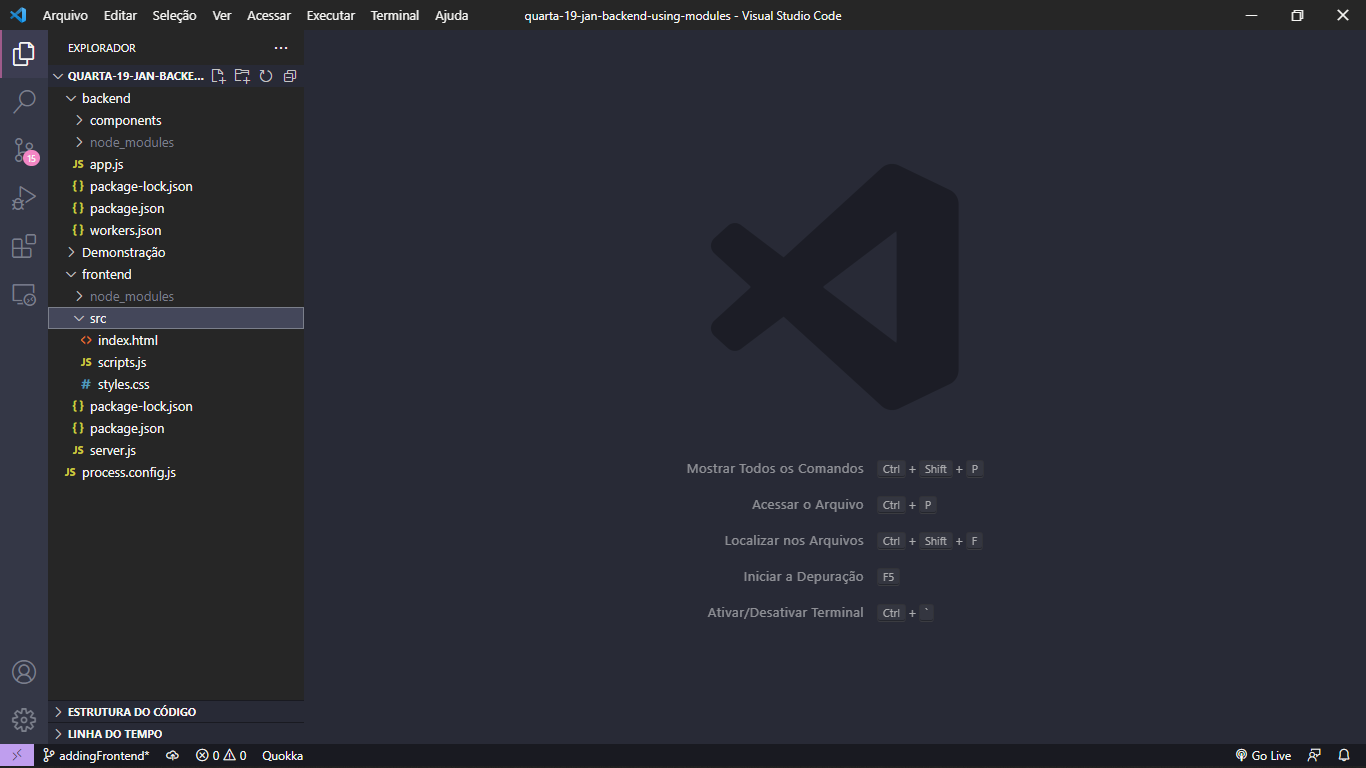 Arquivo Editar Seleção Ver Acessar Executar Terminal Ajuda quarta-19-jan-backend-using-modules - Visual Studio Code
EXPLORADOR
QUARTA-19-JAN-BACKE...
backend
components
node_modules
JS app.js
{} package-lock.json
{} package.json
{} workers.json
Demonstração
frontend
node_modules
src
<> index.html
JS scripts.js
# styles.css
{} package-lock.json
{} package.json
JS server.js
JS process.config.js
15
Mostrar Todos os Comandos Ctrl + Shift + P
Acessar o Arquivo Ctrl + P
Localizar nos Arquivos Ctrl + Shift + F
Iniciar a Depuração F5
Ativar/Desativar Terminal Ctrl + `
ESTRUTURA DO CÓDIGO
LINHA DO TEMPO
addingFrontend* 0 0 Quokka Go Live